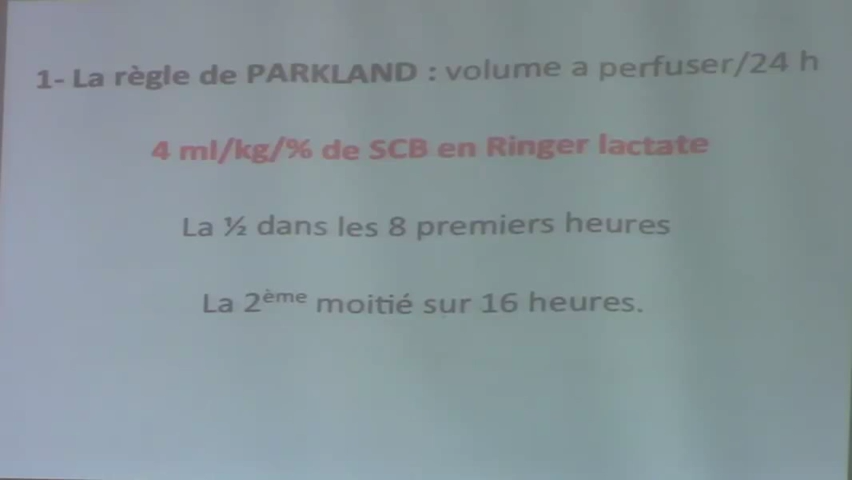 1- La règle de PARKLAND : volume a perfuser/24 h
4 ml/kg/% de SCB en Ringer lactate
La ½ dans les 8 premiers heures
La 2ème moitié sur 16 heures.